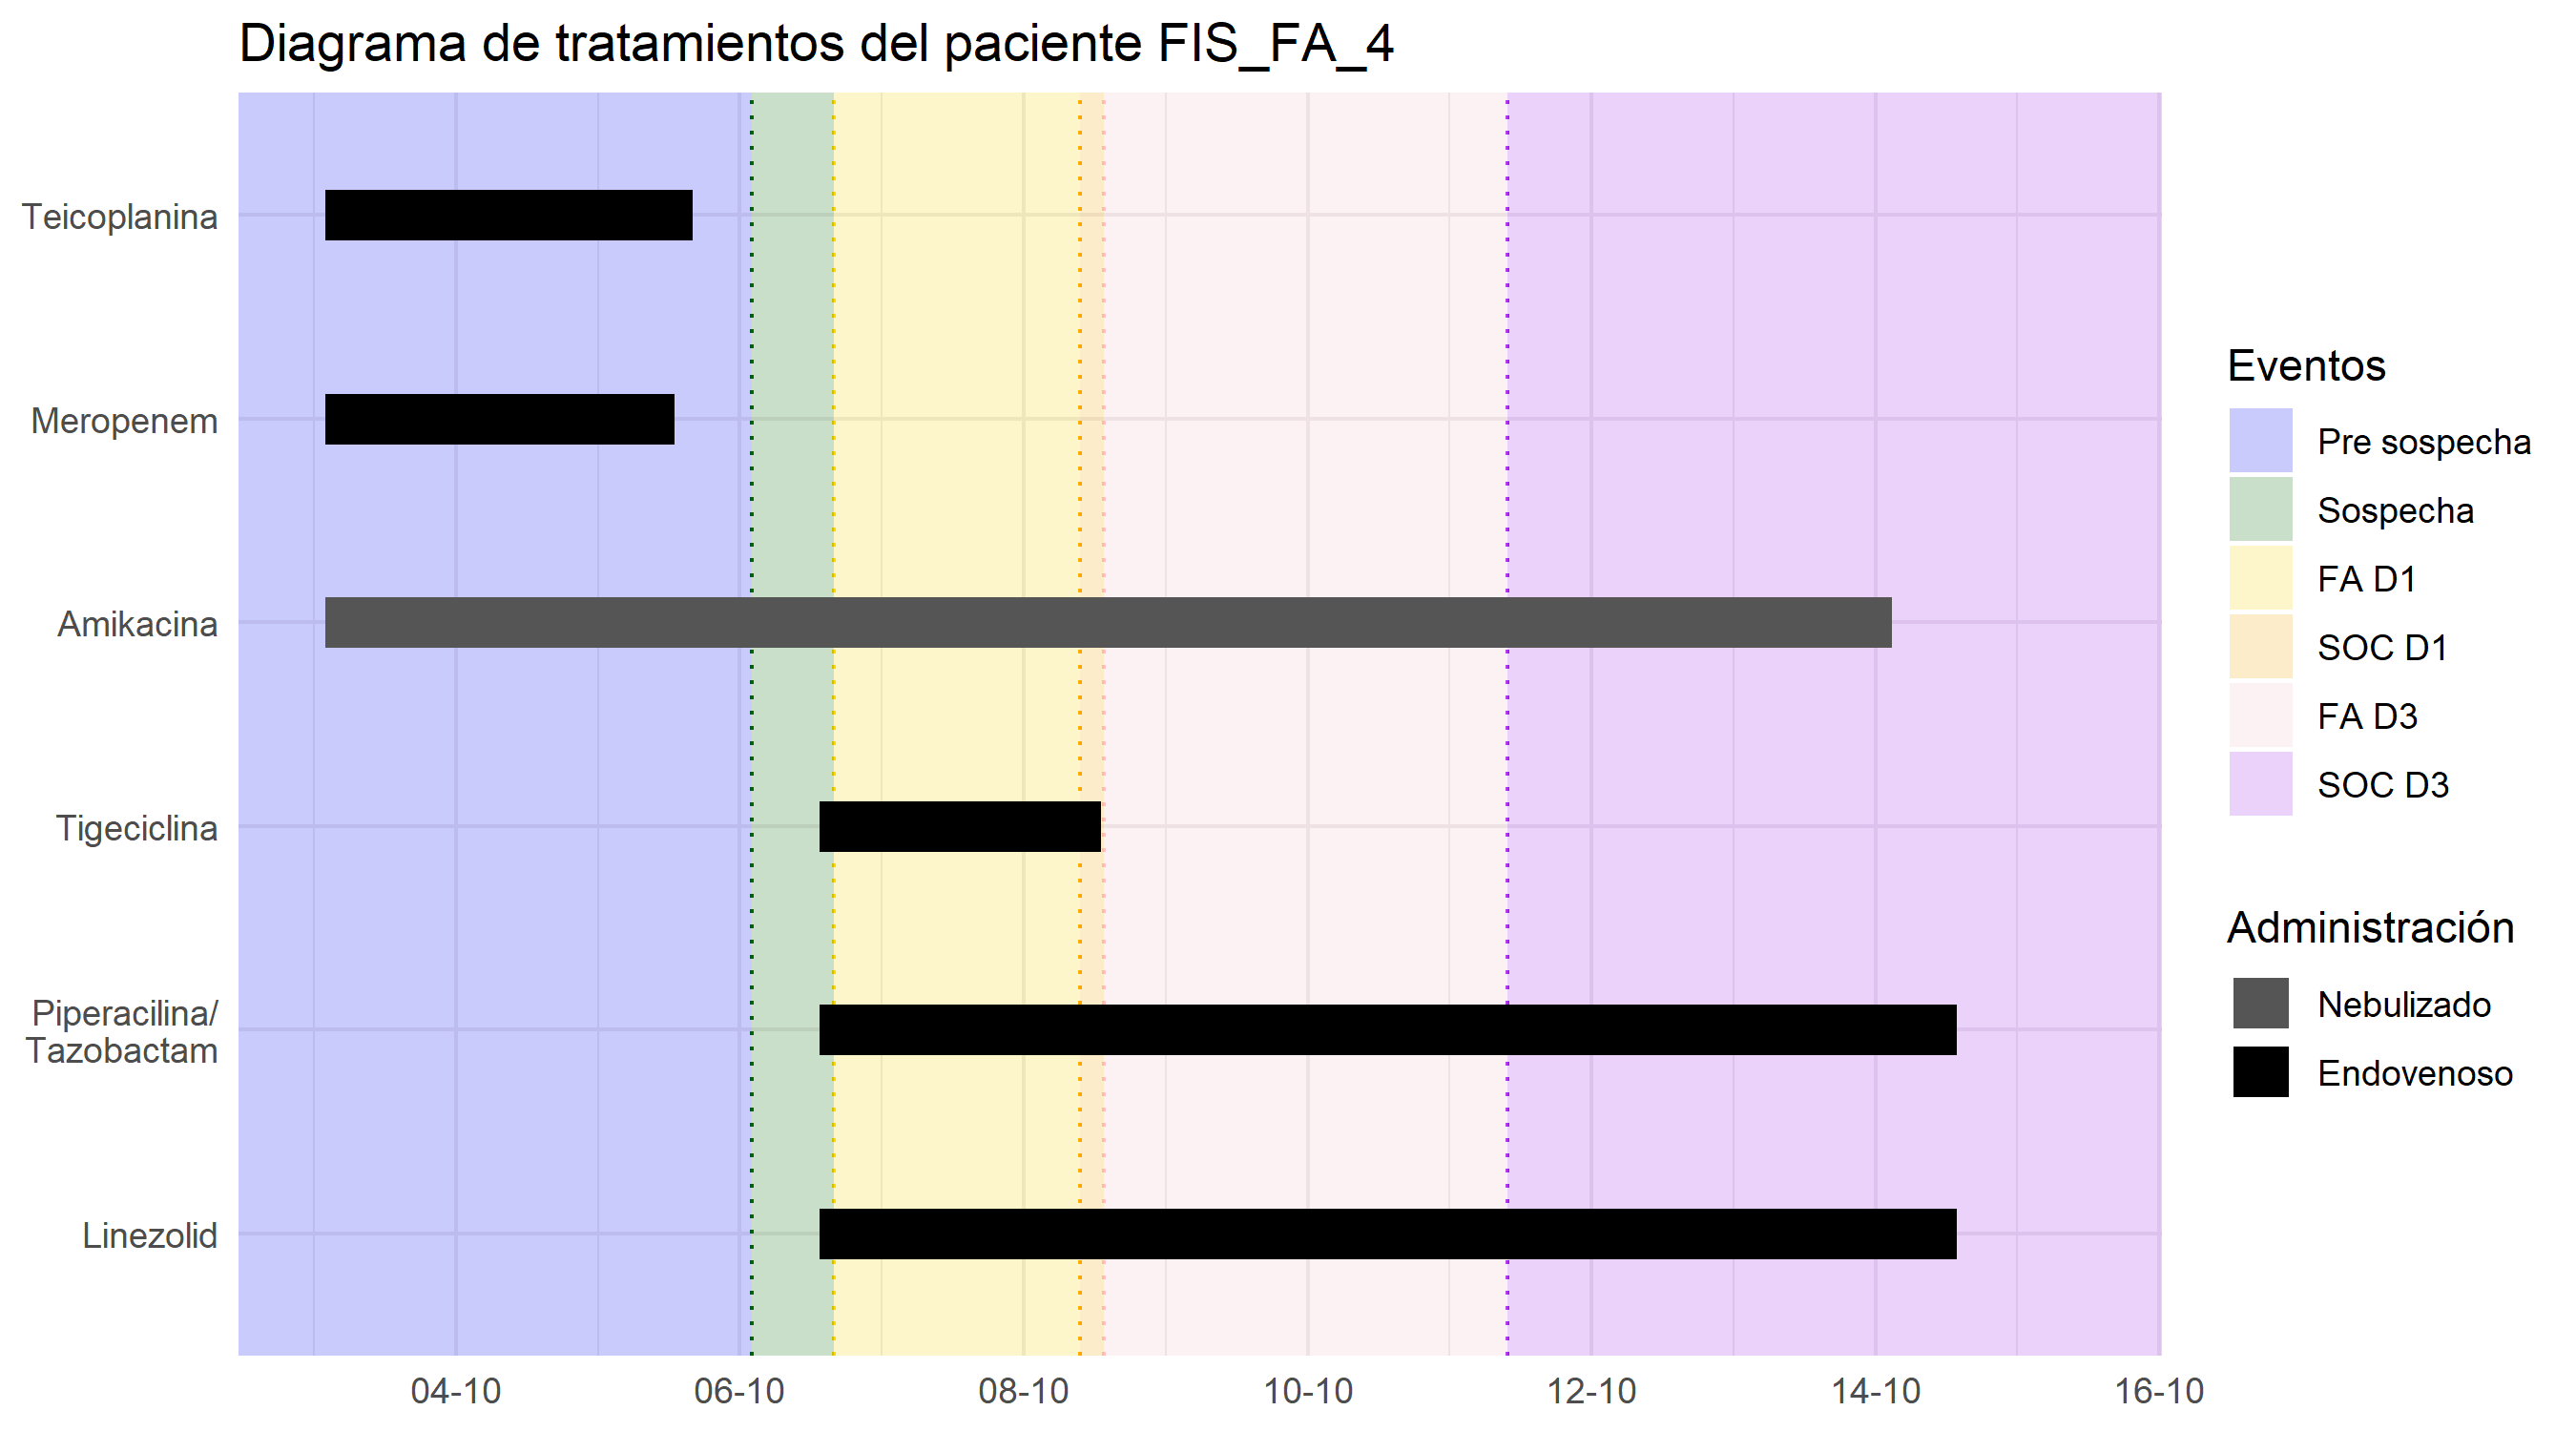 Diagrama de tratamientos del paciente FIS_FA_4
Teicoplanina
Meropenem
Amikacina
Tigeciclina
Piperacilina/
Tazobactam
Linezolid
04-10
06-10
08-10
10-10
12-10
14-10
16-10
Eventos
Pre sospecha
Sospecha
FA D1
SOC D1
FA D3
SOC D3
Administración
Nebulizado
Endovenoso